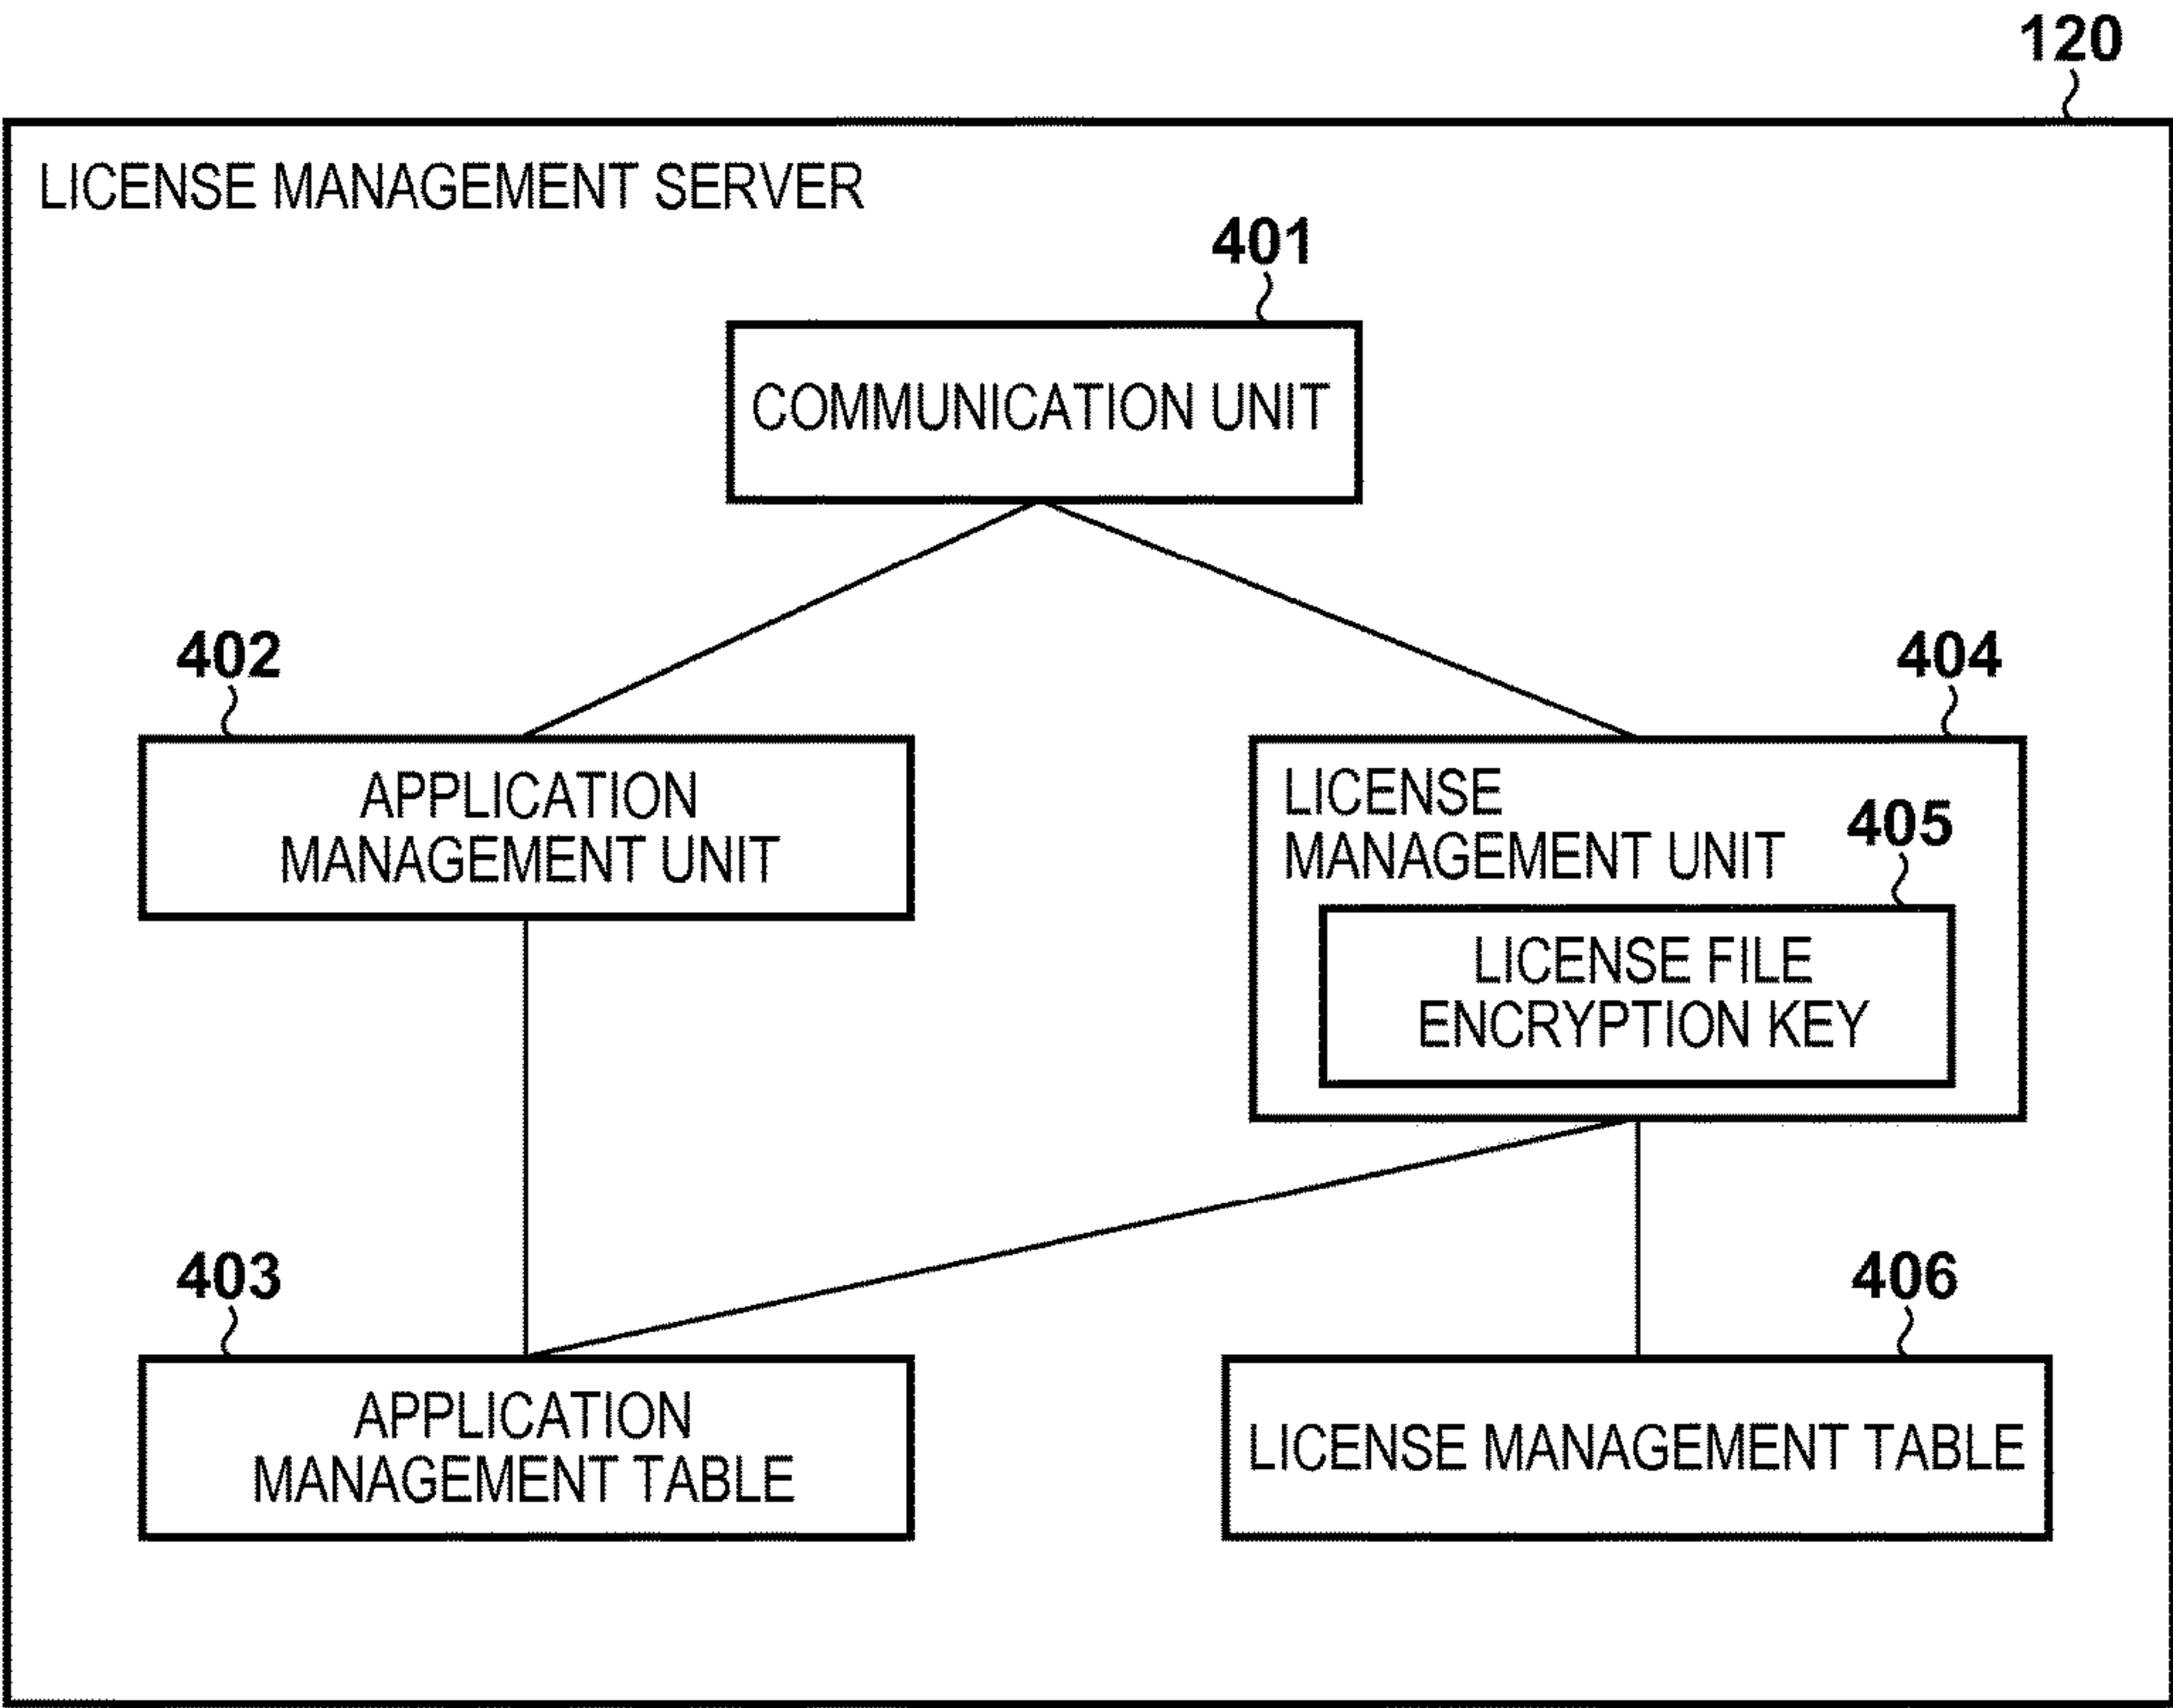 120
LICENSE MANAGEMENT SERVER
401
COMMUNICATION UNIT
402
APPLICATION
MANAGEMENT UNIT
404
LICENSE
MANAGEMENT UNIT
405
LICENSE FILE
ENCRYPTION KEY
403
APPLICATION
MANAGEMENT TABLE
406
LICENSE MANAGEMENT TABLE